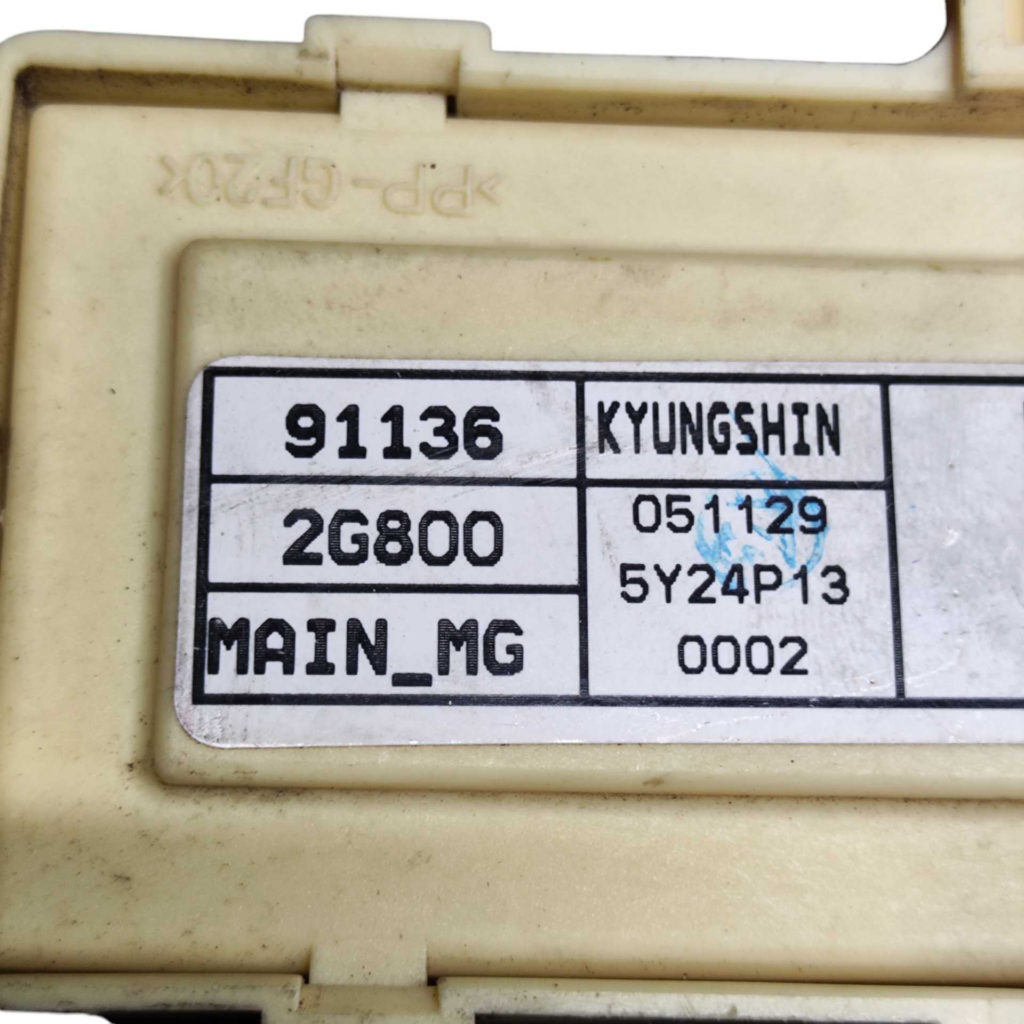 >PP-GF20<
91136
2G800
MAIN_MG
KYUNGSHIN
051129
5Y24P13
0002